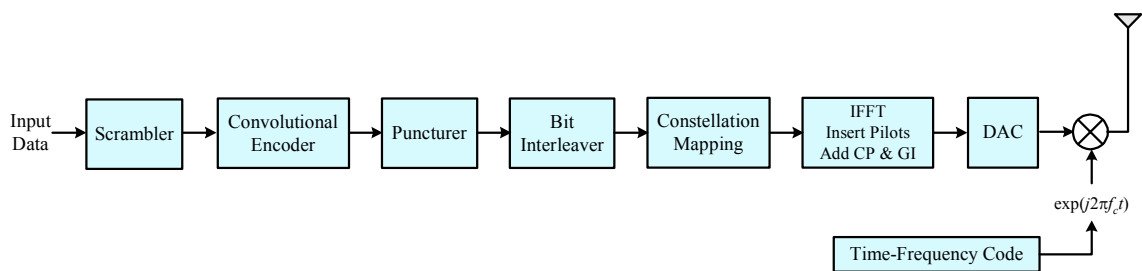 Input
Data
Scrambler
Convolutional
Encoder
Puncturer
Bit
Interleaver
Constellation
Mapping
IFFT
Insert Pilots
Add CP & GI
DAC
exp(j2πf_ct)
Time-Frequency Code